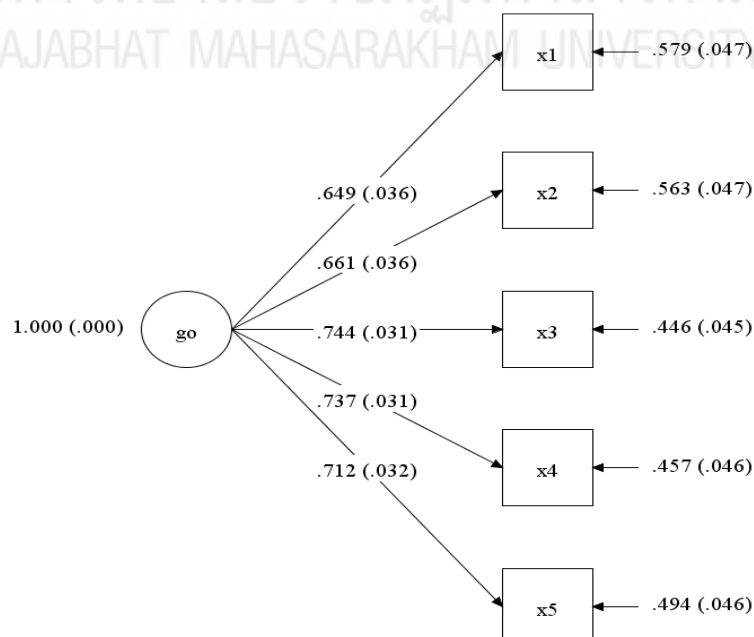 RAJABHAT MAHASARAKHAM UNIVERSITY
x1
.579 (.047)
.649 (.036)
x2
.563 (.047)
.661 (.036)
1.000 (.000)
go
.744 (.031)
x3
.446 (.045)
.737 (.031)
x4
.457 (.046)
.712 (.032)
x5
.494 (.046)